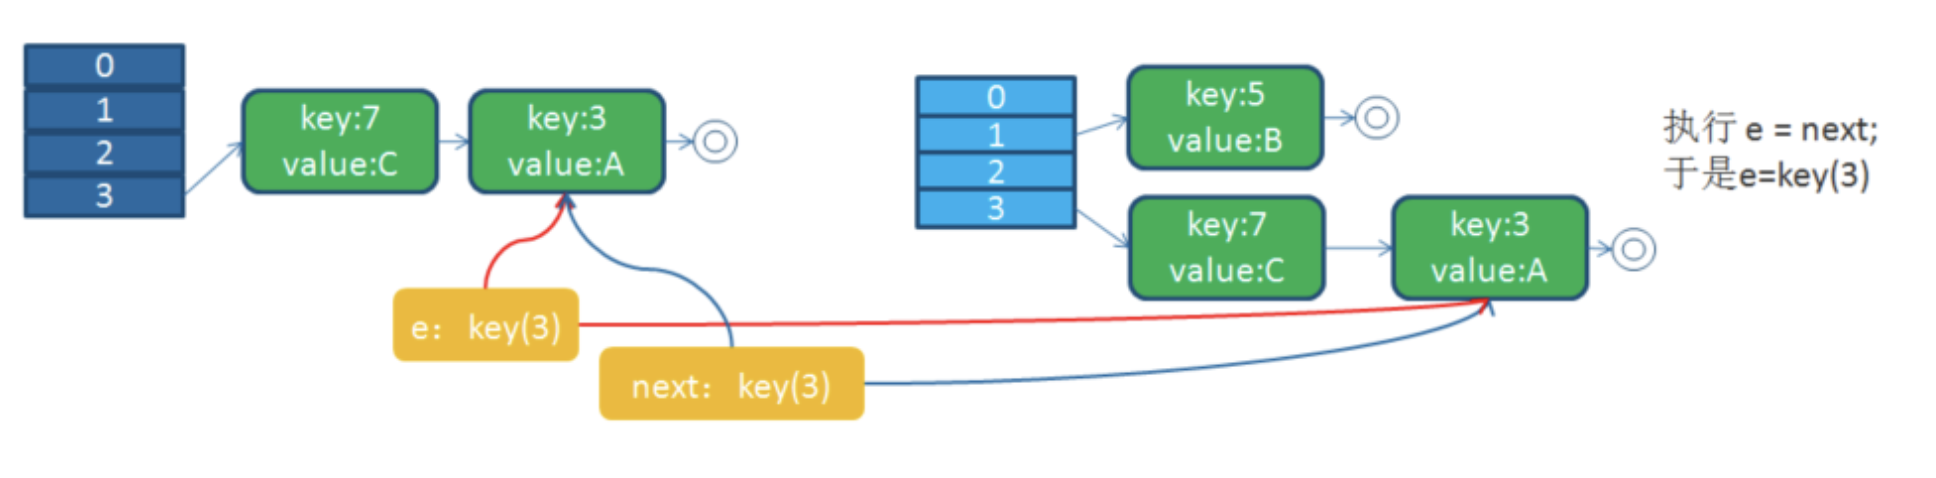 0
1
2
3
key:7
value:C
key:3
value:A
e: key(3)
next: key(3)
0
1
2
3
key:5
value:B
key:7
value:C
key:3
value:A
执行 e = next;
于是e=key(3)